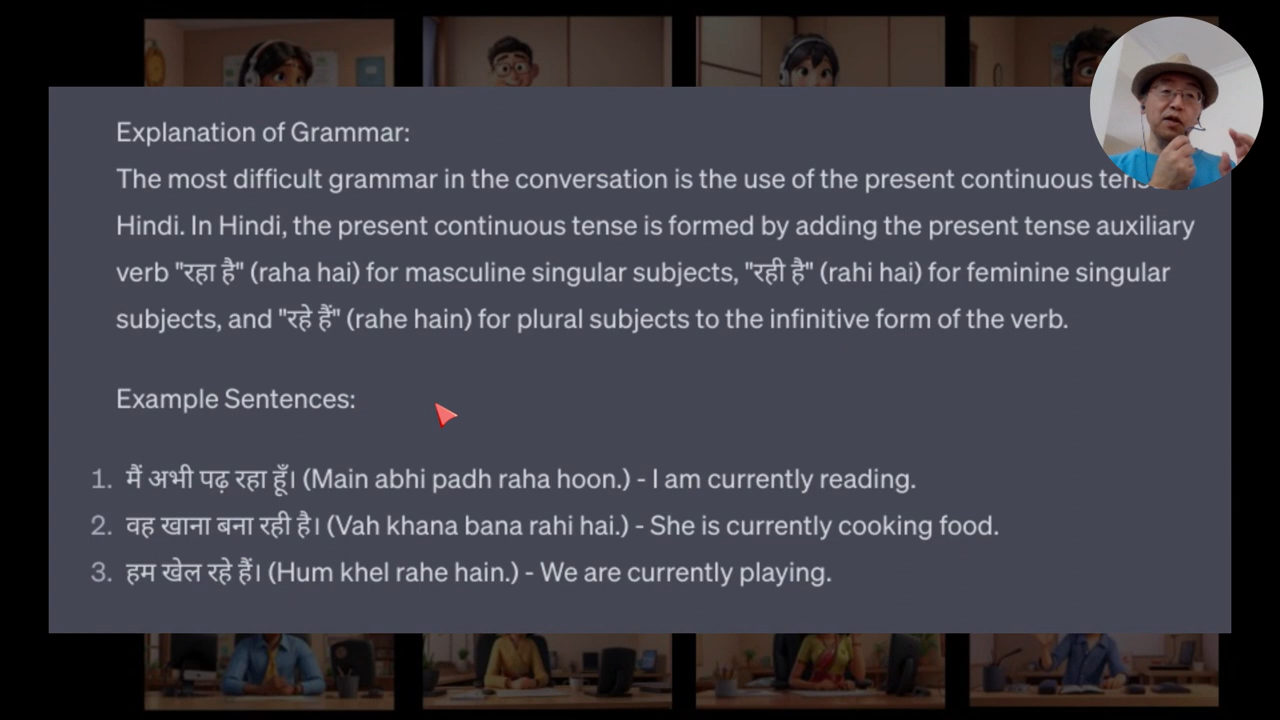 Explanation of Grammar:
The most difficult grammar in the conversation is the use of the present continuous
Hindi. In Hindi, the present continuous tense is formed by adding the present tense auxiliary
verb "रहा है" (raha hai) for masculine singular subjects, "रही है" (rahi hai) for feminine singular
subjects, and "रहे हैं" (rahe hain) for plural subjects to the infinitive form of the verb.
Example Sentences:
1. मैं अभी पढ़ रहा हूँ। (Main abhi padh raha hoon.) - I am currently reading.
2. वह खाना बना रही है। (Vah khana bana rahi hai.) - She is currently cooking food.
3. हम खेल रहे हैं। (Hum khel rahe hain.) - We are currently playing.